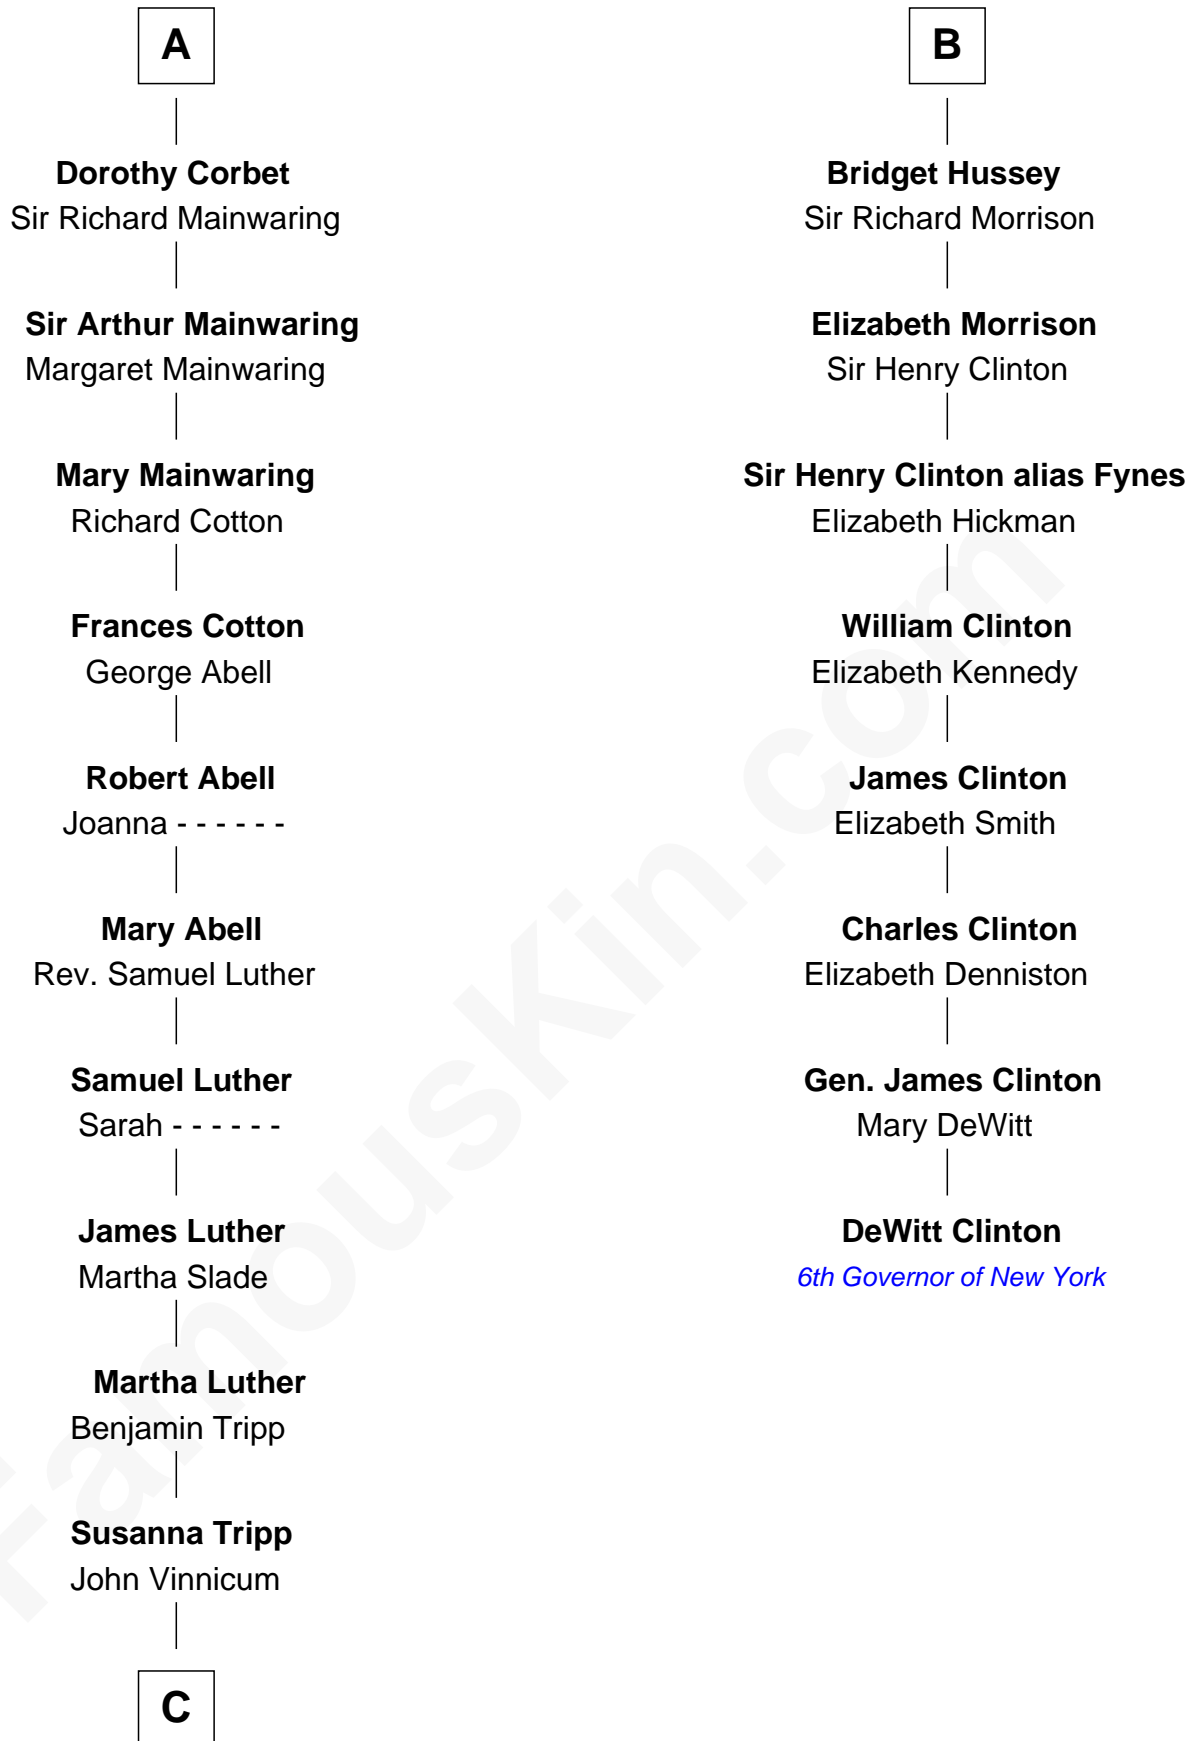 A
Dorothy Corbet
Sir Richard Mainwaring
Sir Arthur Mainwaring
Margaret Mainwaring
Mary Mainwaring
Richard Cotton
Frances Cotton
George Abell
Robert Abell
Joanna - - - - - -
Mary Abell
Rev. Samuel Luther
Samuel Luther
Sarah - - - - - -
James Luther
Martha Slade
Martha Luther
Benjamin Tripp
Susanna Tripp
John Vinnicum
C
B
Bridget Hussey
Sir Richard Morrison
Elizabeth Morrison
Sir Henry Clinton
Sir Henry Clinton alias Fynes
Elizabeth Hickman
William Clinton
Elizabeth Kennedy
James Clinton
Elizabeth Smith
Charles Clinton
Elizabeth Denniston
Gen. James Clinton
Mary DeWitt
DeWitt Clinton
6th Governor of New York
FamousKin.com